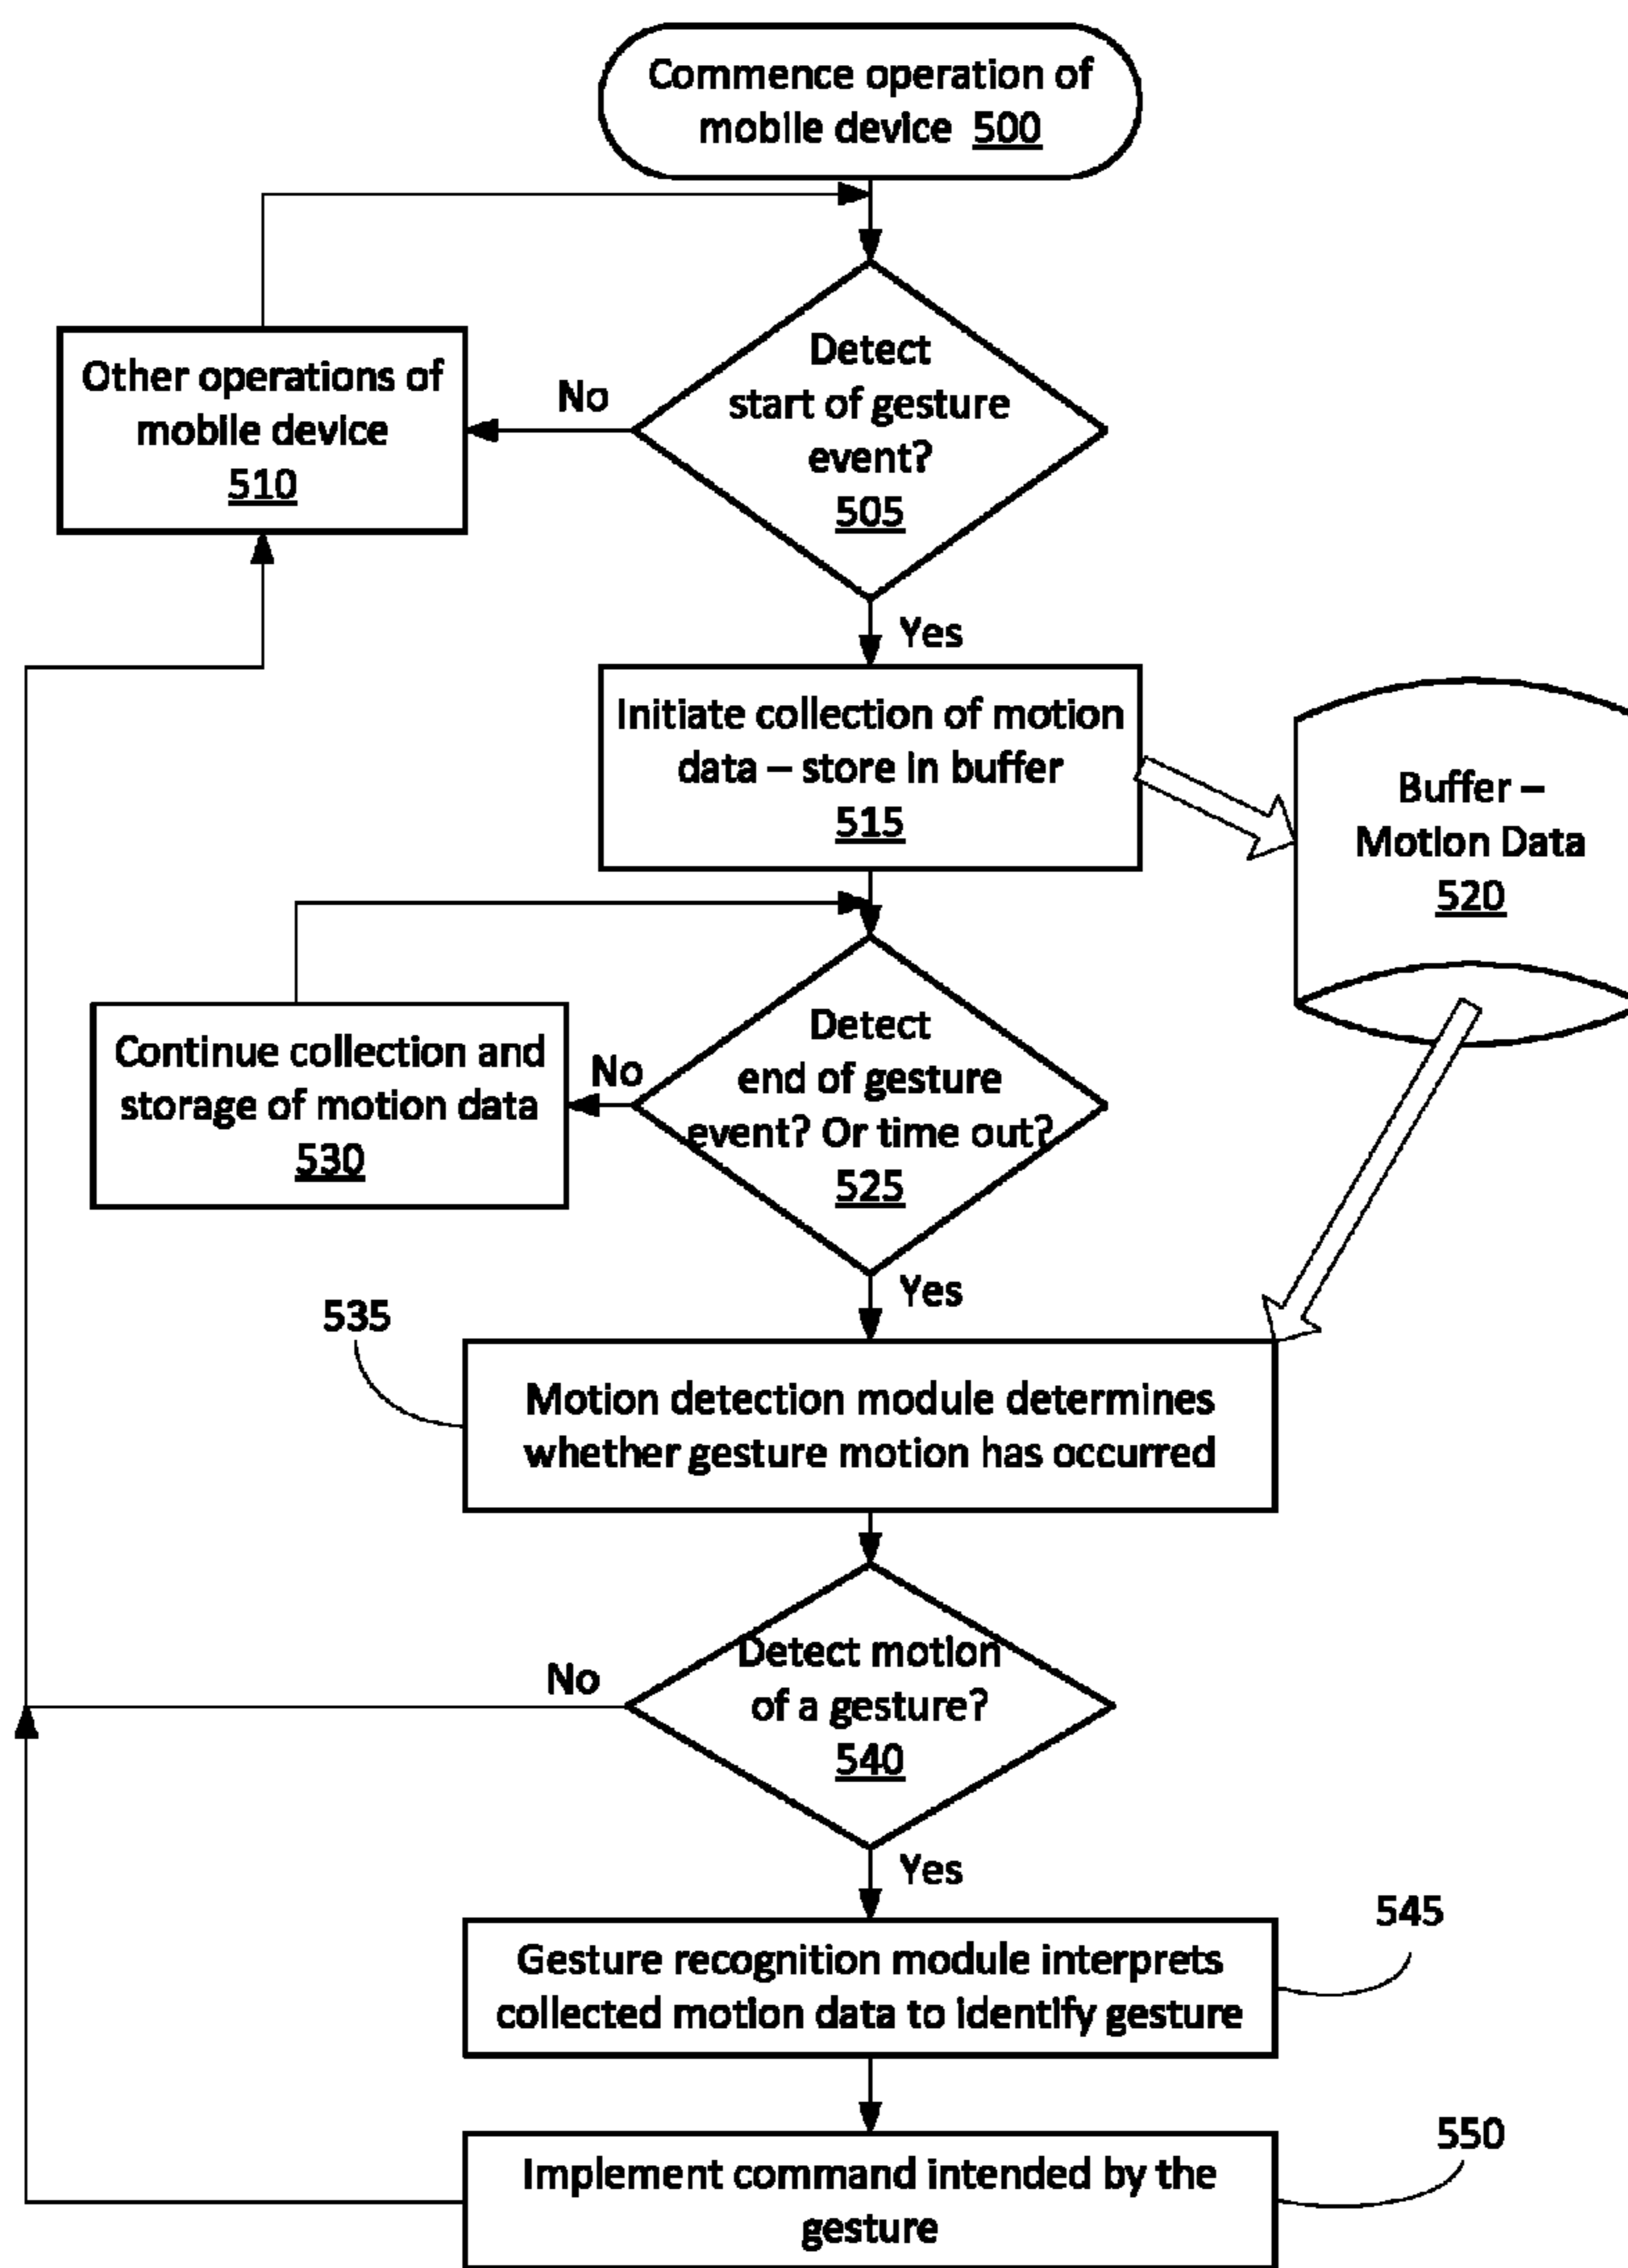 Commence operation of
mobile device 500
Detect
start of gesture
event?
505
No
Other operations of
mobile device
510
Yes
Initiate collection of motion
data – store in buffer
515
Buffer –
Motion Data
520
Detect
end of gesture
event? Or time out?
525
No
Continue collection and
storage of motion data
530
Yes
535
Motion detection module determines
whether gesture motion has occurred
Detect motion
of a gesture?
540
No
Yes
545
Gesture recognition module interprets
collected motion data to identify gesture
550
Implement command intended by the
gesture